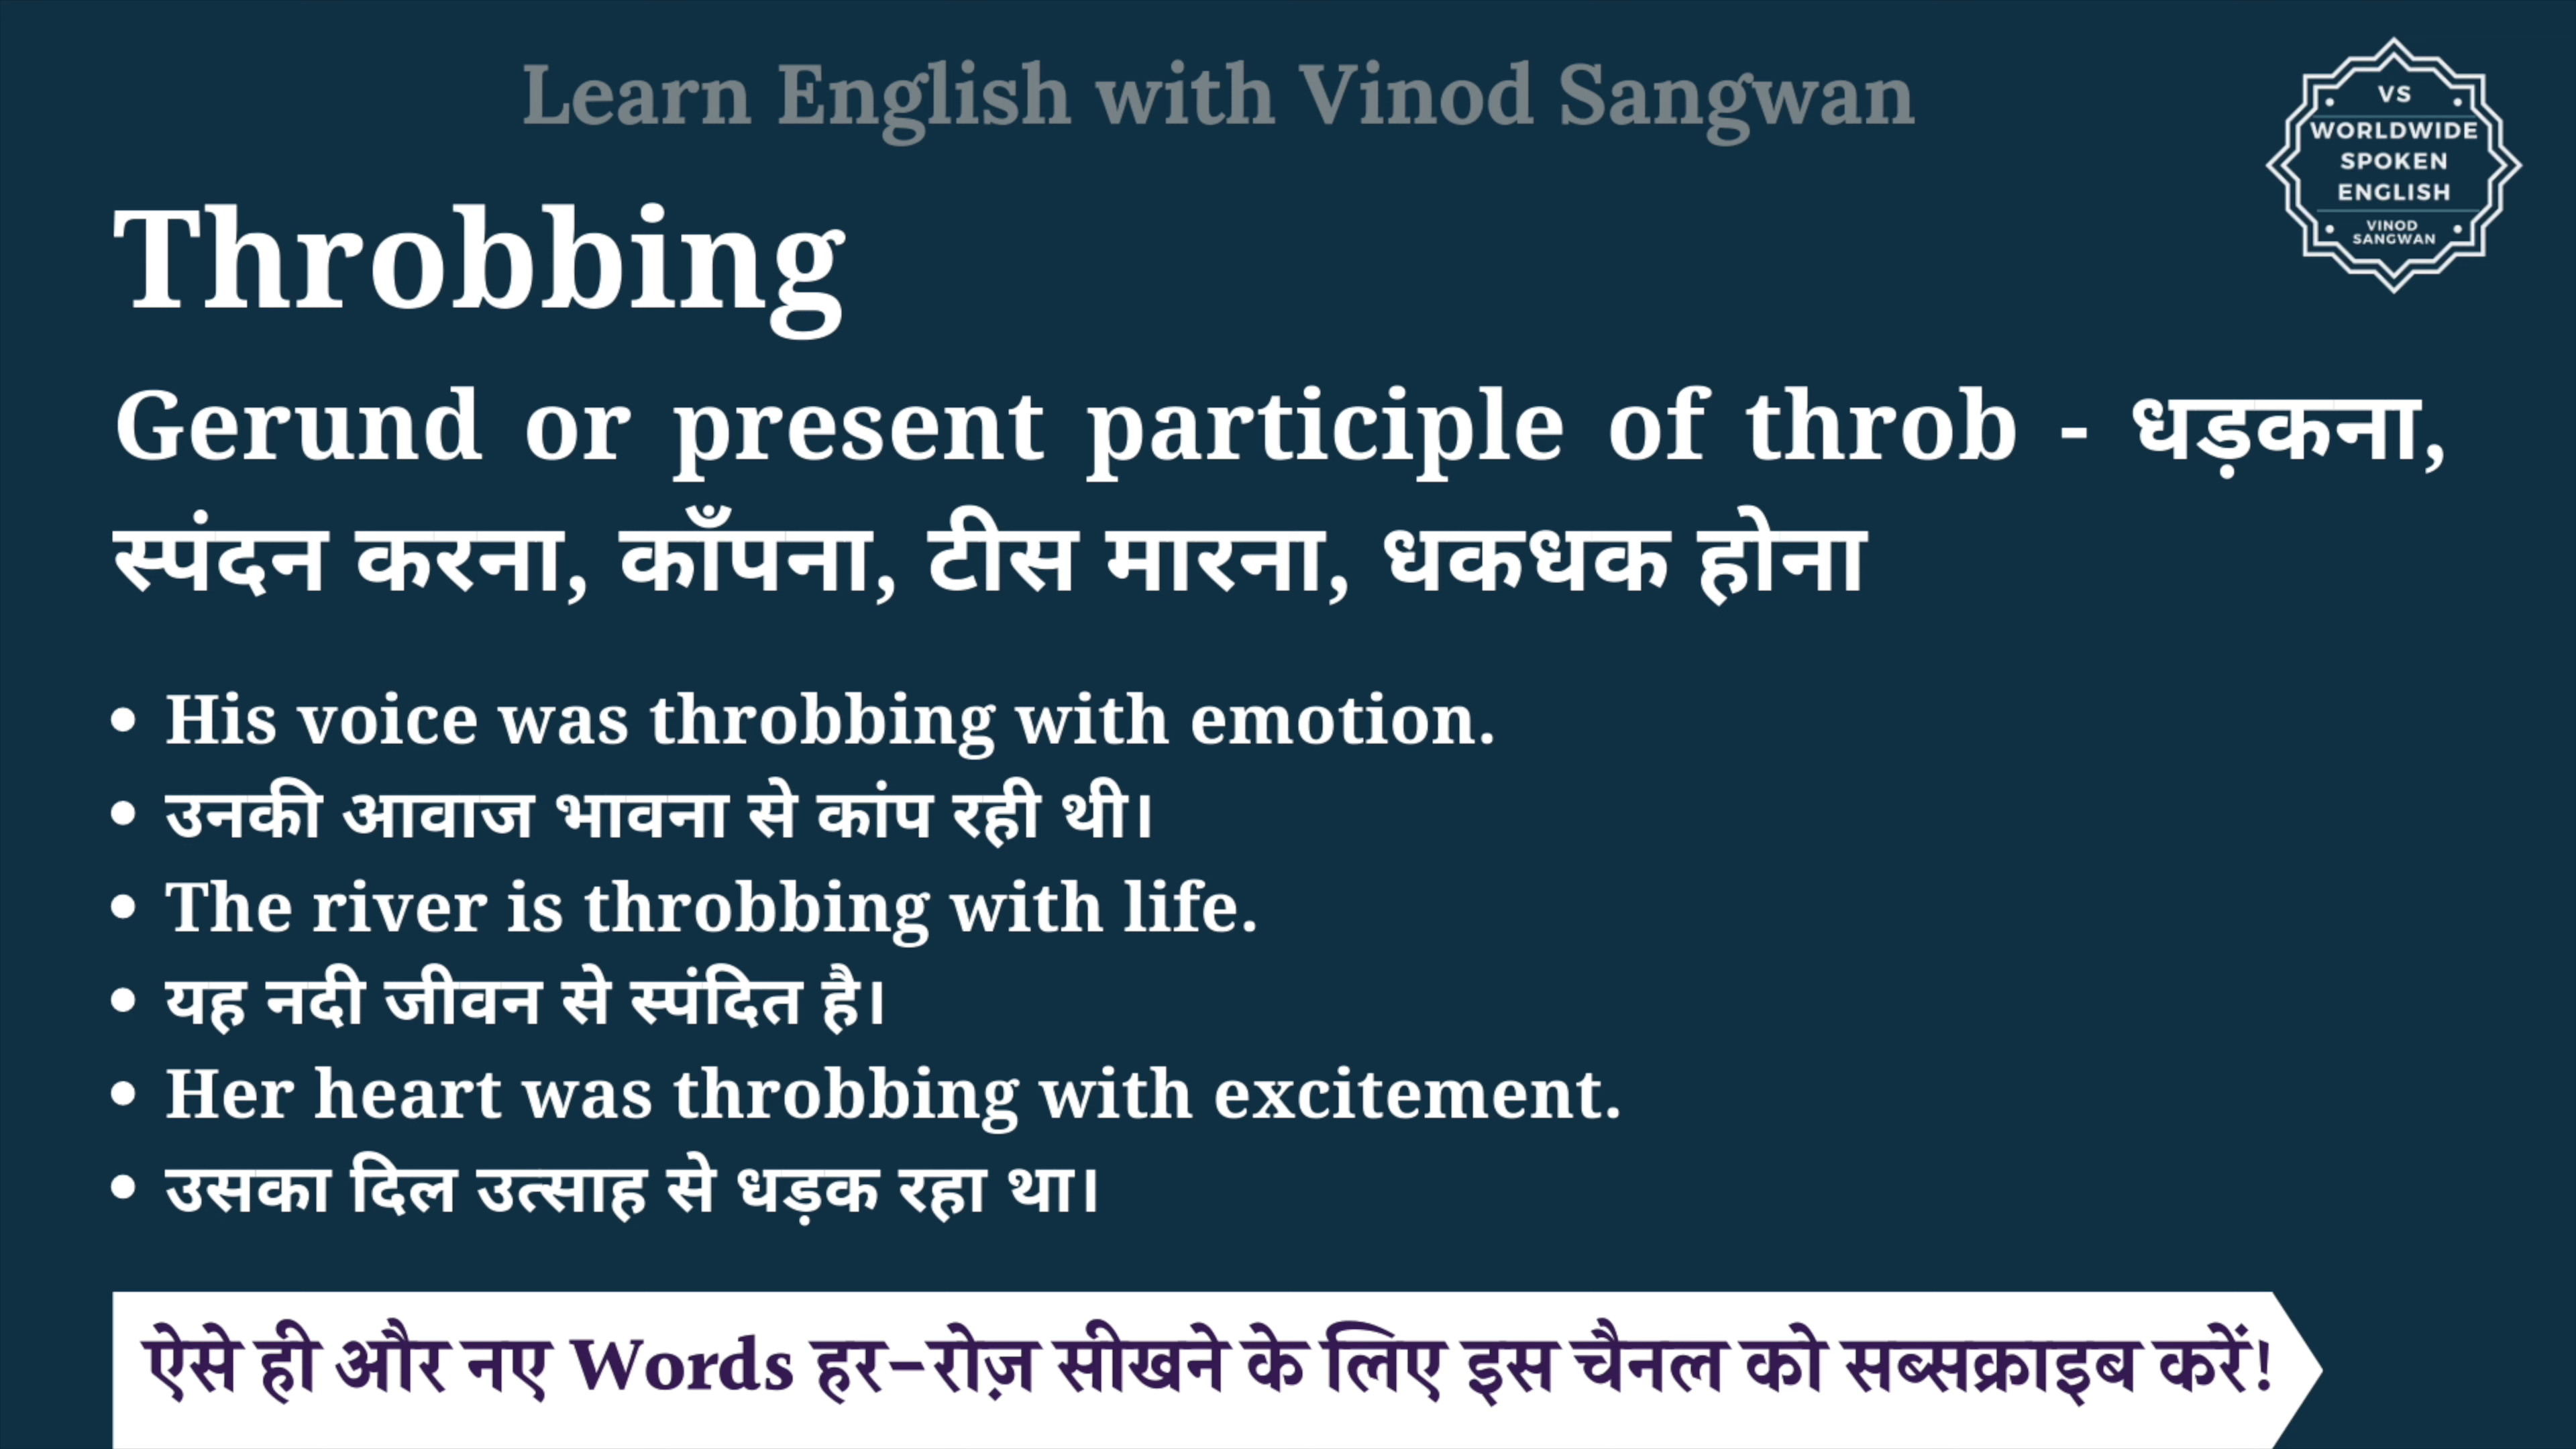 Learn English with Vinod Sangwan
VS
WORLDWIDE
SPOKEN
ENGLISH
VINOD
SANGWAN
Throbbing
Gerund or present participle of throb - धड़कना,
स्पंदन करना, काँपना, टीस मारना, धकधक होना
• His voice was throbbing with emotion.
• उनकी आवाज भावना से कांप रही थी।
• The river is throbbing with life.
• यह नदी जीवन से स्पंदित है।
• Her heart was throbbing with excitement.
• उसका दिल उत्साह से धड़क रहा था।
ऐसे ही और नए Words हर-रोज़ सीखने के लिए इस चैनल को सब्सक्राइब करें!